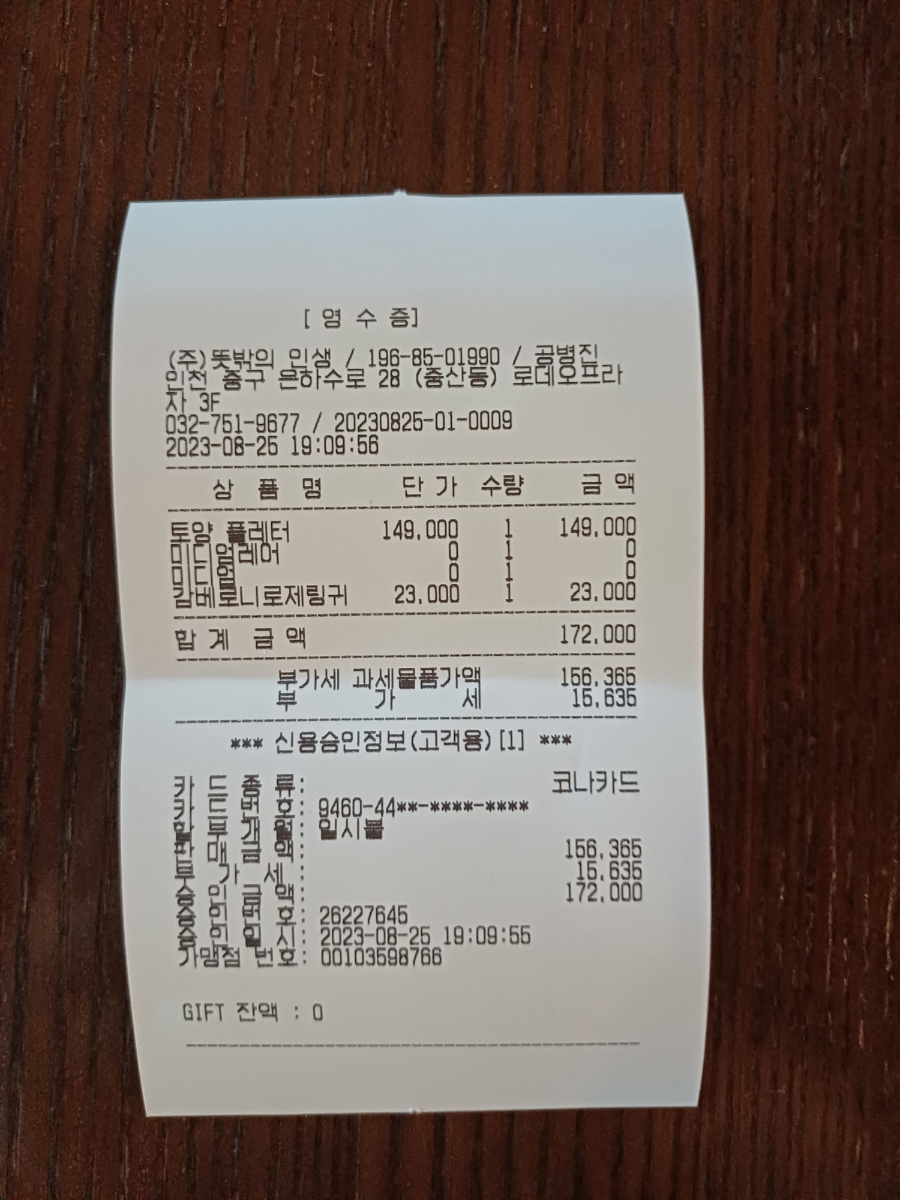 [ 영 수 증]
(주)뜻밖의 인생 / 196-85-01990 / 공병진
인천 중구 은하수로 28 (중산동) 로데오프라
자 3F
032-751-9677 / 20230825-01-0009
2023-08-25 19:09:56
상 품 명 단 가 수량 금 액
토양 플레터 149,000 1 149,000
미디엄레어 0 1 0
미디엄 0 1 0
감베로니로제링귀 23,000 1 23,000
합 계 금 액 172,000
부가세 과세물품가액 156,365
부 가 세 15,635
*** 신용승인정보(고객용)[1] ***
카 드 종 류: 코나카드
카 드 번 호: 9460-44**-****-****
할 부 개 월: 일시불
판 매 금 액: 156,365
부 가 세 : 15,635
승 인 금 액: 172,000
승 인 번 호: 26227645
승 인 일 시: 2023-08-25 19:09:55
가맹점 번호: 00103598766
GIFT 잔액 : 0